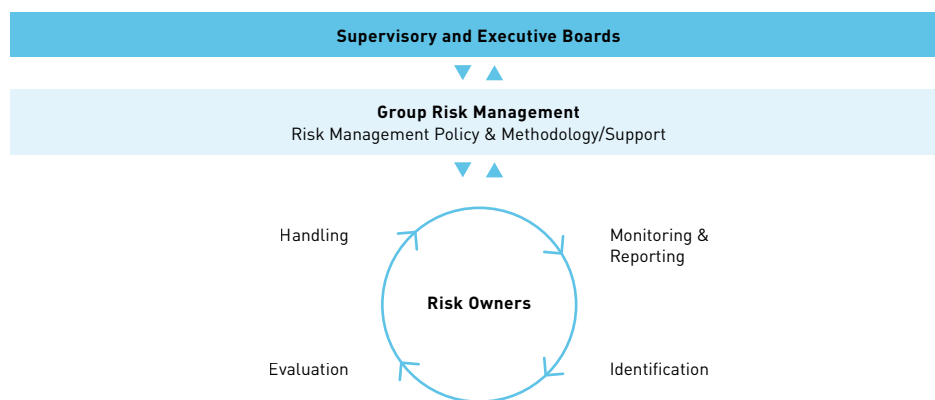 Supervisory and Executive Boards
Group Risk Management
Risk Management Policy & Methodology/Support
Handling
Monitoring &
Reporting
Risk Owners
Evaluation
Identification